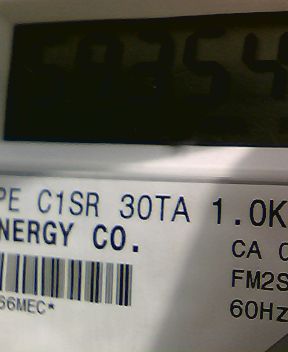 PE C1SR 30TA 1.0K
NERGY CO.
CA
FM2S
60Hz
66MEC*